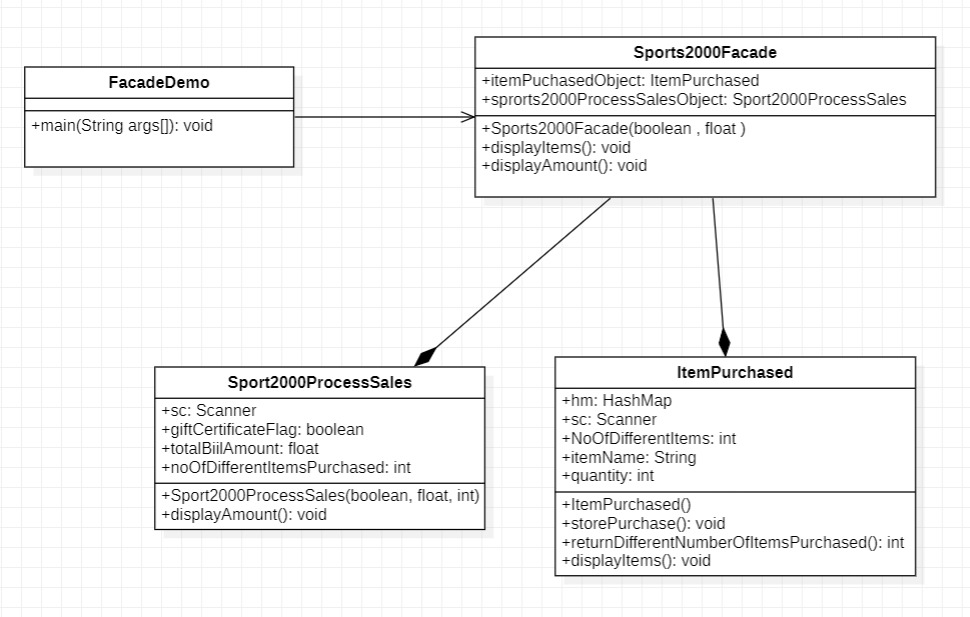 FacadeDemo
+main(String args[]): void
Sports2000Facade
+itemPuchasedObject: ItemPurchased
+sprorts2000ProcessSalesObject: Sport2000ProcessSales
+Sports2000Facade(boolean , float )
+displayItems(): void
+displayAmount(): void
Sport2000ProcessSales
+sc: Scanner
+giftCertificateFlag: boolean
+totalBiilAmount: float
+noOfDifferentItemsPurchased: int
+Sport2000ProcessSales(boolean, float, int)
+displayAmount(): void
ItemPurchased
+hm: HashMap
+sc: Scanner
+NoOfDifferentItems: int
+itemName: String
+quantity: int
+ItemPurchased()
+storePurchase(): void
+returnDifferentNumberOfItemsPurchased(): int
+displayItems(): void